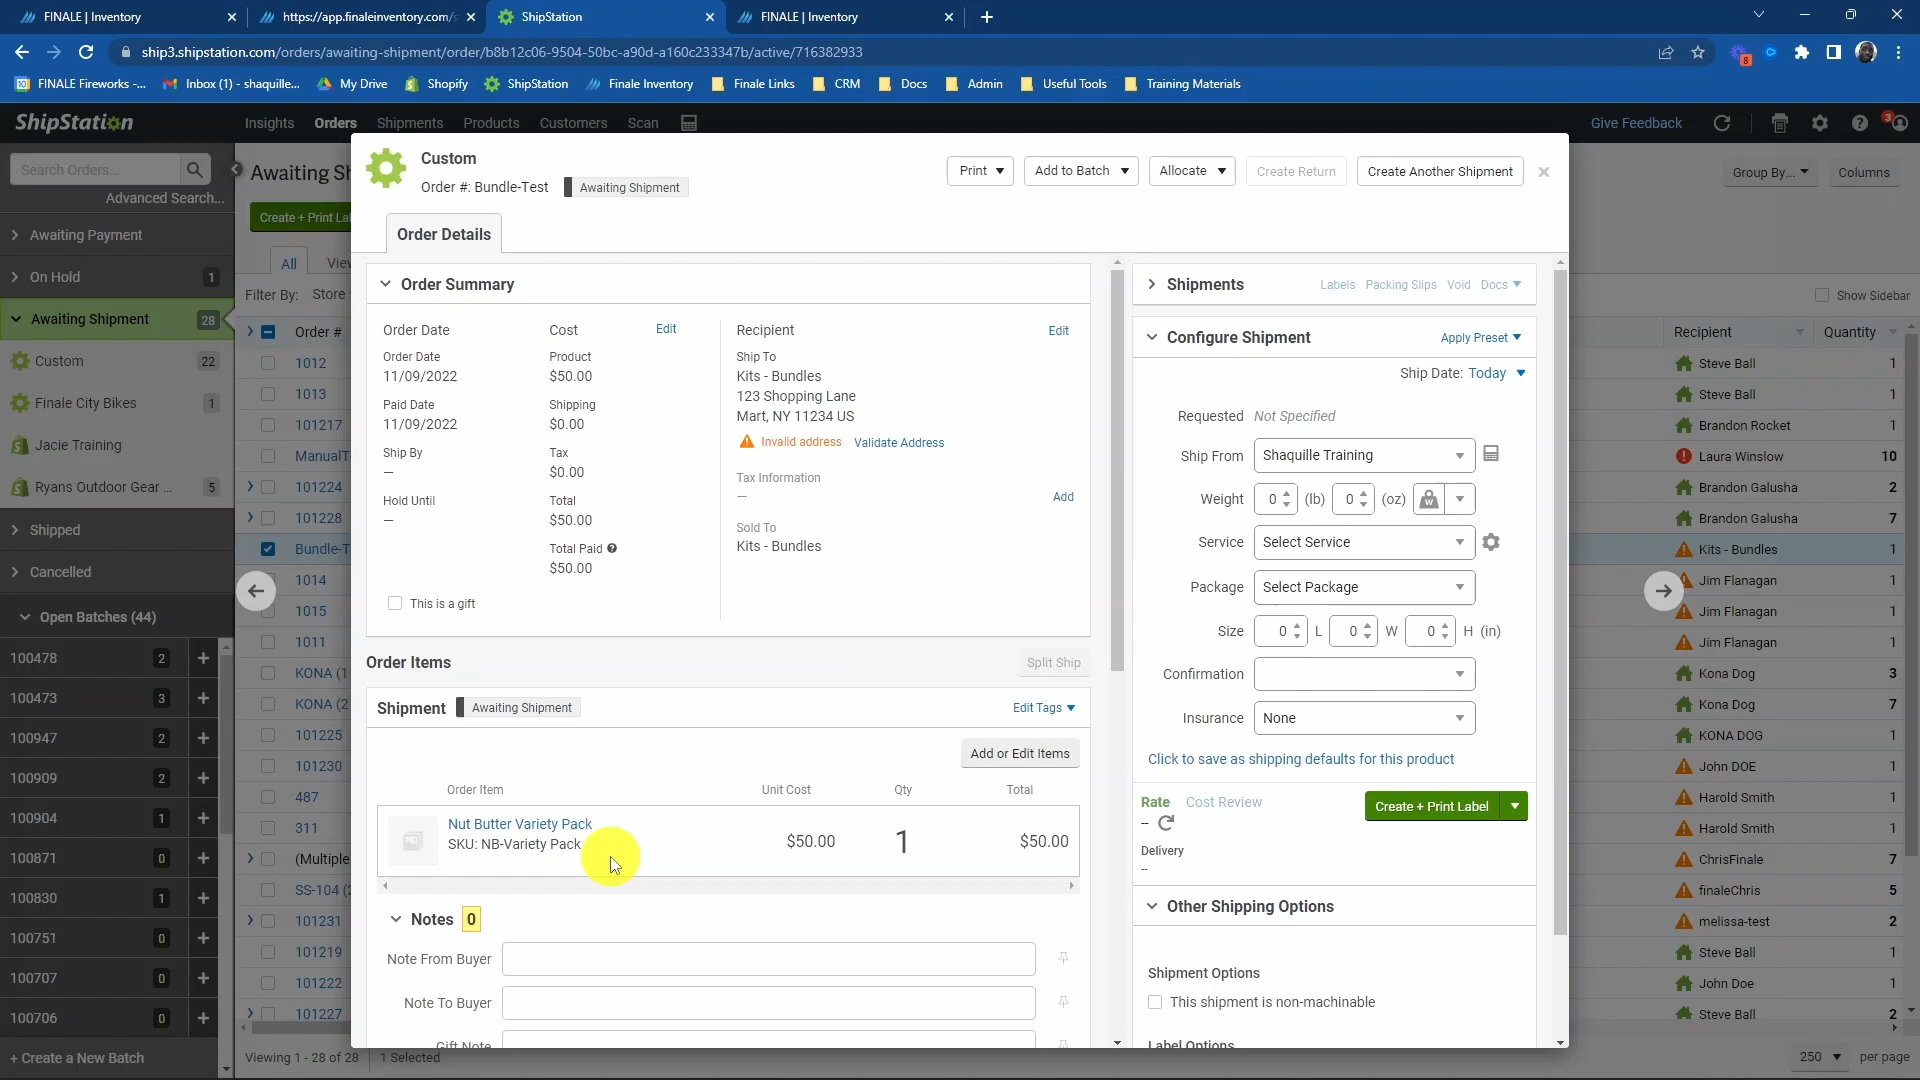 FINALE | Inventory
https://app.finaleinventory.com/s
ShipStation
FINALE | Inventory
ship3.shipstation.com/orders/awaiting-shipment/order/b8b12c06-9504-50bc-a90d-a160c233347b/active/716382933
8
FINALE Fireworks -...
Inbox (1) - shaquille...
My Drive
Shopify
ShipStation
Finale Inventory
Finale Links
CRM
Docs
Admin
Useful Tools
Training Materials
ShipStation
Insights
Orders
Shipments
Products
Customers
Scan
Give Feedback
3
Search Orders...
Advanced Search...
Awaiting Payment
On Hold 1
Awaiting Shipment 28
Custom 22
Finale City Bikes 1
Jacie Training
Ryans Outdoor Gear ... 5
Shipped
Cancelled
Open Batches (44)
100478 2 +
100473 3 +
100947 2 +
100909 2 +
100904 1 +
100871 0 +
100830 1 +
100751 0 +
100707 0 +
100706 0 +
+ Create a New Batch
Awaiting Sh
Create + Print La
All
View
Filter By: Store
Order #
1012
1013
101217
ManualT
101224
101228
Bundle-T
1014
1015
1011
KONA (1
KONA (2
101225
101230
487
311
(Multiple
SS-104 (2
101231
101219
101222
101227
Viewing 1 - 28 of 28
1 Selected
Custom
Order #: Bundle-Test
Awaiting Shipment
Print
Add to Batch
Allocate
Create Return
Create Another Shipment
Order Details
Order Summary
Order Date
Order Date
11/09/2022
Paid Date
11/09/2022
Ship By
—
Hold Until
—
This is a gift
Cost
Edit
Product
$50.00
Shipping
$0.00
Tax
$0.00
Total
$50.00
Total Paid
$50.00
Recipient
Edit
Ship To
Kits - Bundles
123 Shopping Lane
Mart, NY 11234 US
Invalid address Validate Address
Tax Information
— Add
Sold To
Kits - Bundles
Order Items
Split Ship
Shipment
Awaiting Shipment
Edit Tags
Add or Edit Items
Order Item Unit Cost Qty Total
Nut Butter Variety Pack
SKU: NB-Variety Pack
$50.00 1 $50.00
Notes 0
Note From Buyer
Note To Buyer
Gift Note
Shipments
Labels Packing Slips Void Docs
Configure Shipment
Apply Preset
Ship Date: Today
Requested Not Specified
Ship From Shaquille Training
Weight 0 (lb) 0 (oz) W
Service Select Service
Package Select Package
Size 0 L 0 W 0 H (in)
Confirmation
Insurance None
Click to save as shipping defaults for this product
Rate Cost Review
--
Create + Print Label
Delivery
--
Other Shipping Options
Shipment Options
This shipment is non-machinable
Label Options
Group By...
Columns
Show Sidebar
Recipient Quantity
Steve Ball 1
Steve Ball 1
Brandon Rocket 1
Laura Winslow 10
Brandon Galusha 2
Brandon Galusha 7
Kits - Bundles 1
Jim Flanagan 1
Jim Flanagan 1
Jim Flanagan 1
Kona Dog 3
Kona Dog 7
KONA DOG 1
John DOE 1
Harold Smith 1
Harold Smith 1
ChrisFinale 7
finaleChris 5
melissa-test 2
Steve Ball 1
John Doe 1
Steve Ball 2
250 per page